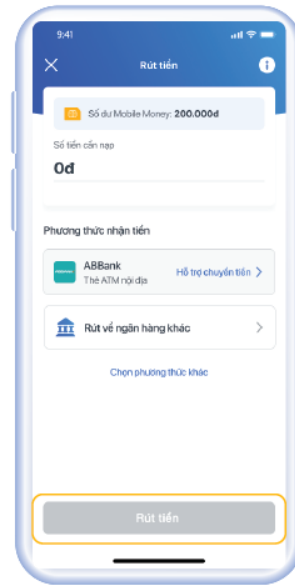 9:41
Rút tiền
Số dư Mobile Money: 200.000đ
Số tiền cần nạp
0đ
Phương thức nhận tiền
ABBank
Thẻ ATM nội địa
Hỗ trợ chuyển tiền
Rút về ngân hàng khác
Chọn phương thức khác
Rút tiền